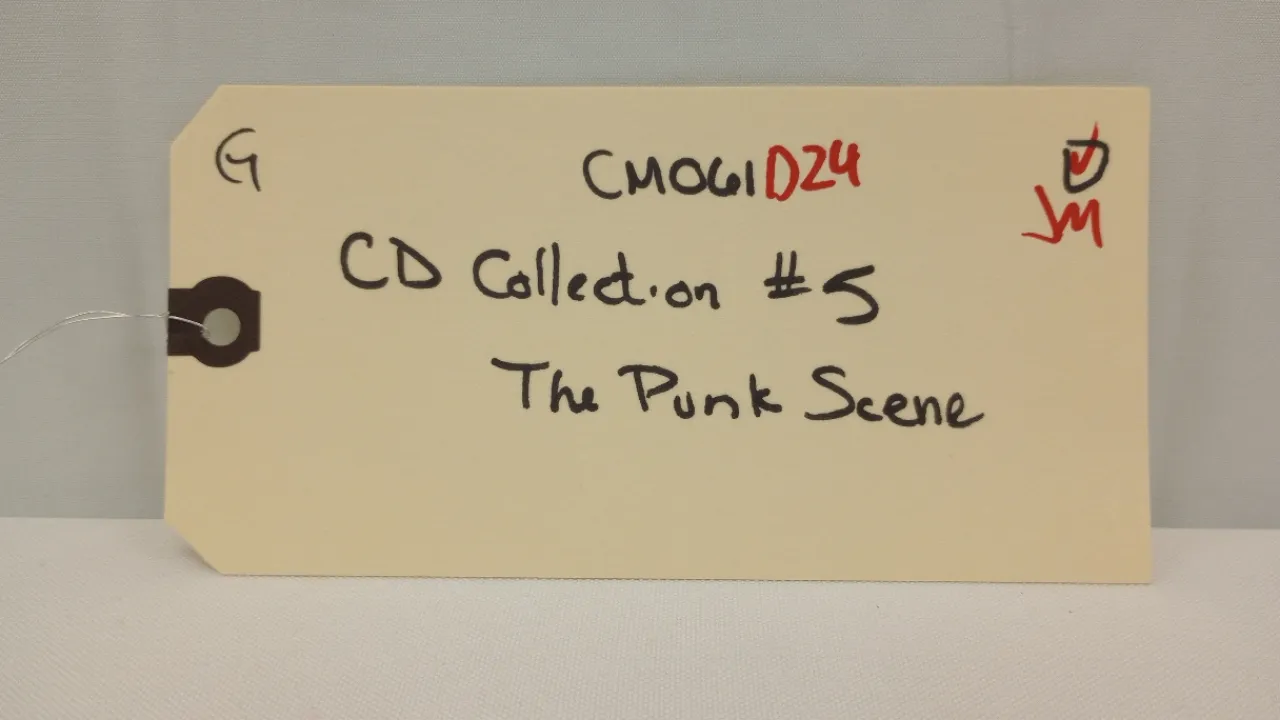 G CM061D24 ☑
JM
CD Collection #5
The Punk Scene